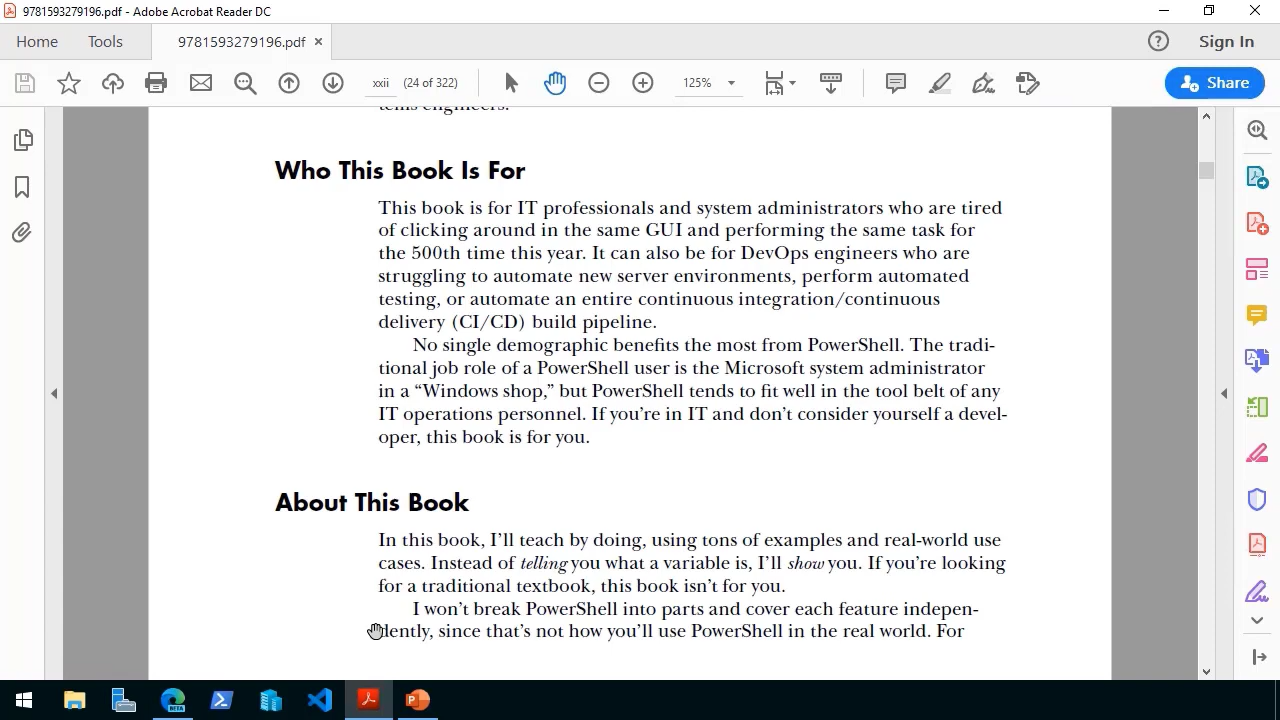 9781593279196.pdf - Adobe Acrobat Reader DC
Home
Tools
9781593279196.pdf
Sign In
xxii
(24 of 322)
125%
Share
tems engineers.
Who This Book Is For
This book is for IT professionals and system administrators who are tired
of clicking around in the same GUI and performing the same task for
the 500th time this year. It can also be for DevOps engineers who are
struggling to automate new server environments, perform automated
testing, or automate an entire continuous integration/continuous
delivery (CI/CD) build pipeline.
No single demographic benefits the most from PowerShell. The tradi-
tional job role of a PowerShell user is the Microsoft system administrator
in a “Windows shop,” but PowerShell tends to fit well in the tool belt of any
IT operations personnel. If you’re in IT and don’t consider yourself a devel-
oper, this book is for you.
About This Book
In this book, I’ll teach by doing, using tons of examples and real-world use
cases. Instead of telling you what a variable is, I’ll show you. If you’re looking
for a traditional textbook, this book isn’t for you.
I won’t break PowerShell into parts and cover each feature indepen-
dently, since that’s not how you’ll use PowerShell in the real world. For
BETA